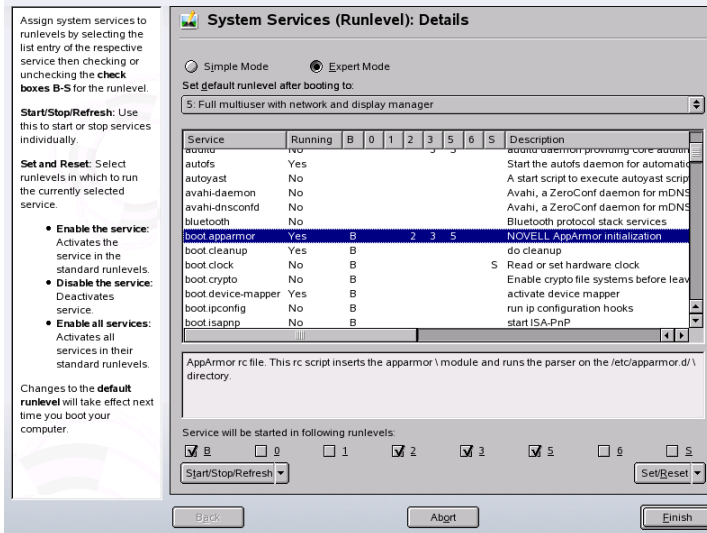 Assign system services to
runlevels by selecting the
list entry of the respective
service then checking or
unchecking the check
boxes B-S for the runlevel.
Start/Stop/Refresh: Use
this to start or stop services
individually.
Set and Reset: Select
runlevels in which to run
the currently selected
service.
Enable the service:
Activates the
service in the
standard runlevels.
Disable the service:
Deactivates
service.
Enable all services:
Activates all
services in their
standard runlevels.
Changes to the default
runlevel will take effect next
time you boot your
computer.
System Services (Runlevel): Details
Simple Mode Expert Mode
Set default runlevel after booting to:
5: Full multiuser with network and display manager
Service Running B 0 1 2 3 5 6 S Description
auditd No 3 5 auditd daemon providing core auditin
autofs Yes Start the autofs daemon for automatic
autoyast No A start script to execute autoyast script
avahi-daemon No Avahi, a ZeroConf daemon for mDNS
avahi-dnsconfd No Avahi, a ZeroConf daemon for mDNS
bluetooth No Bluetooth protocol stack services
boot.apparmor Yes B 2 3 5 NOVELL AppArmor initialization
boot.cleanup Yes B do cleanup
boot.clock No S Read or set hardware clock
boot.crypto No B Enable crypto file systems before leav
boot.device-mapper Yes B activate device mapper
boot.ipconfig No B run ip configuration hooks
boot.isapnp No B start ISA-PnP
AppArmor rc file. This rc script inserts the apparmor \ module and runs the parser on the /etc/apparmor.d/ \
directory.
Service will be started in following runlevels:
B 0 1 2 3 5 6 S
Start/Stop/Refresh Set/Reset
Back Abort Finish